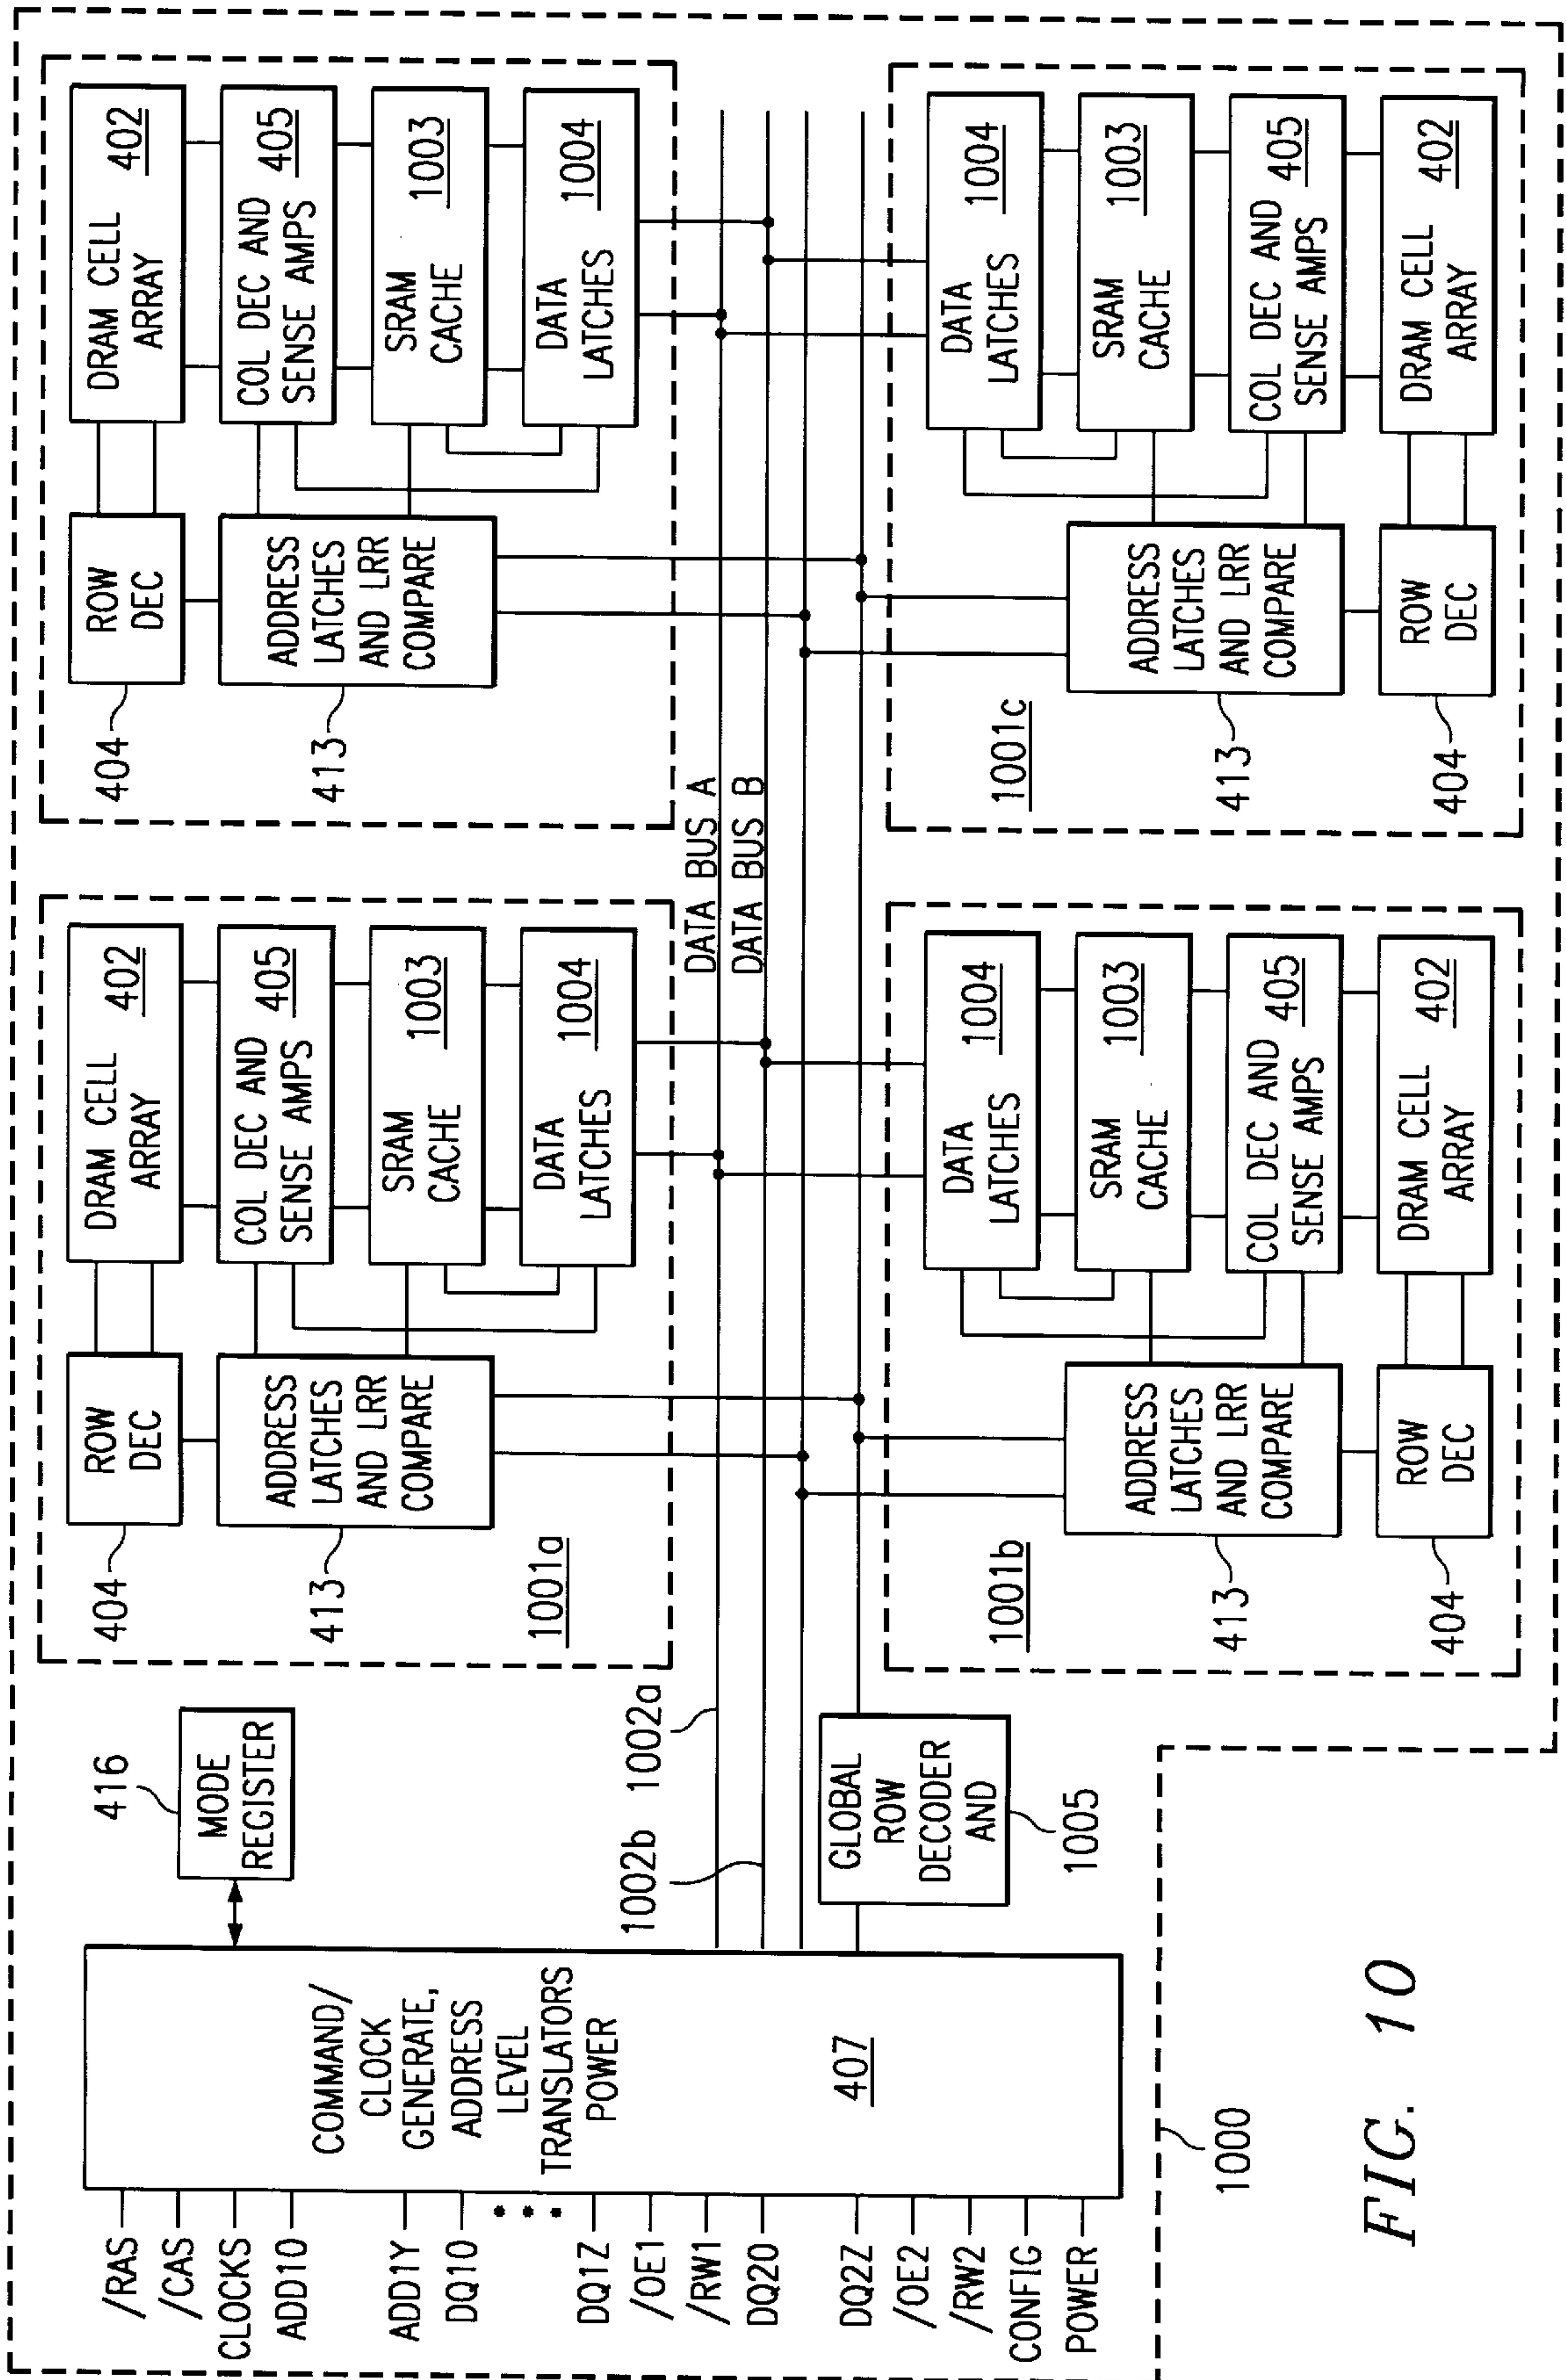 /RAS
/CAS
CLOCKS
ADD10
ADD1Y
DQ10
DQ1Z
/OE1
/RW1
DQ20
DQ2Z
/OE2
/RW2
CONFIG
POWER
COMMAND/
CLOCK
GENERATE,
ADDRESS
LEVEL
TRANSLATORS
POWER
407
416
MODE
REGISTER
1002b
1002a
GLOBAL
ROW
DECODER
AND
1005
DATA BUS A
DATA BUS B
404
ROW
DEC
DRAM CELL
ARRAY
402
413
ADDRESS
LATCHES
AND LRR
COMPARE
COL DEC AND
SENSE AMPS
405
SRAM
CACHE
1003
DATA
LATCHES
1004
1001a
404
ROW
DEC
DRAM CELL
ARRAY
402
413
ADDRESS
LATCHES
AND LRR
COMPARE
COL DEC AND
SENSE AMPS
405
SRAM
CACHE
1003
DATA
LATCHES
1004
1001b
DATA
LATCHES
1004
SRAM
CACHE
1003
413
ADDRESS
LATCHES
AND LRR
COMPARE
COL DEC AND
SENSE AMPS
405
404
ROW
DEC
DRAM CELL
ARRAY
402
1001c
DATA
LATCHES
1004
SRAM
CACHE
1003
413
ADDRESS
LATCHES
AND LRR
COMPARE
COL DEC AND
SENSE AMPS
405
404
ROW
DEC
DRAM CELL
ARRAY
402
1000
FIG. 10